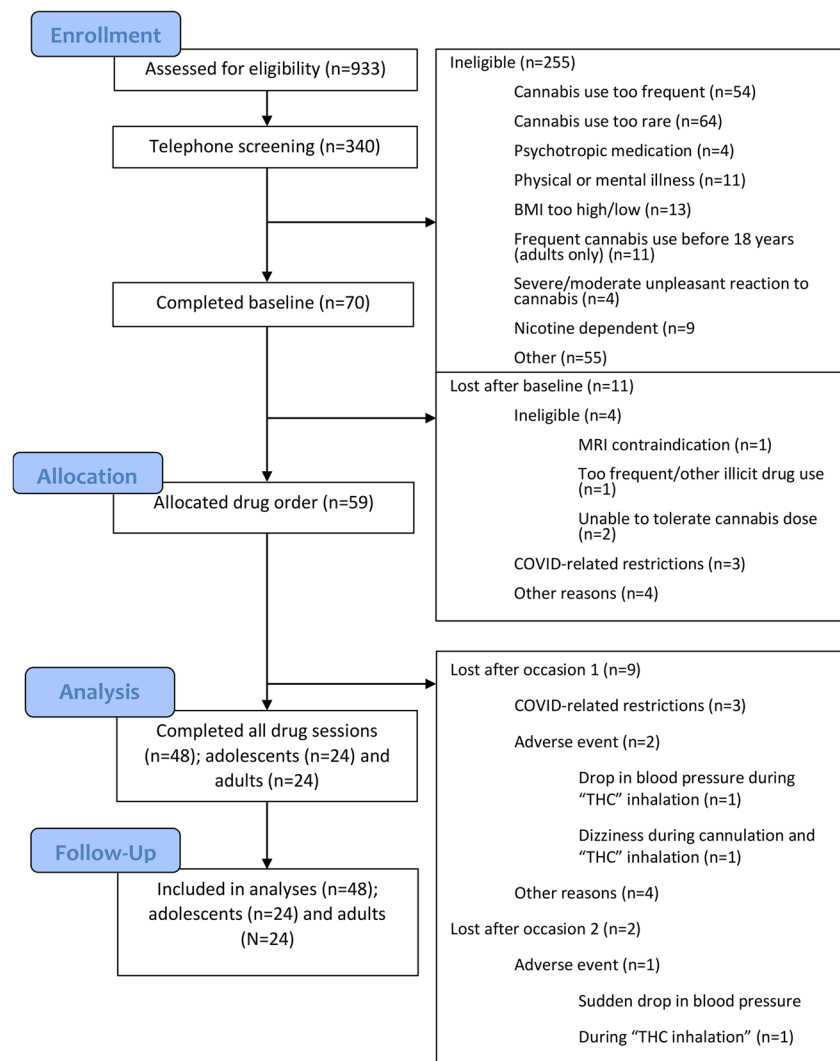 Enrollment
Assessed for eligibility (n=933)
Telephone screening (n=340)
Ineligible (n=255)
Cannabis use too frequent (n=54)
Cannabis use too rare (n=64)
Psychotropic medication (n=4)
Physical or mental illness (n=11)
BMI too high/low (n=13)
Frequent cannabis use before 18 years
(adults only) (n=11)
Severe/moderate unpleasant reaction to
cannabis (n=4)
Nicotine dependent (n=9
Other (n=55)
Completed baseline (n=70)
Lost after baseline (n=11)
Ineligible (n=4)
MRI contraindication (n=1)
Too frequent/other illicit drug use
(n=1)
Unable to tolerate cannabis dose
(n=2)
COVID-related restrictions (n=3)
Other reasons (n=4)
Allocation
Allocated drug order (n=59)
Lost after occasion 1 (n=9)
COVID-related restrictions (n=3)
Adverse event (n=2)
Drop in blood pressure during
“THC” inhalation (n=1)
Dizziness during cannulation and
“THC” inhalation (n=1)
Other reasons (n=4)
Lost after occasion 2 (n=2)
Adverse event (n=1)
Sudden drop in blood pressure
During “THC inhalation” (n=1)
Analysis
Completed all drug sessions
(n=48); adolescents (n=24) and
adults (n=24)
Follow-Up
Included in analyses (n=48);
adolescents (n=24) and adults
(N=24)